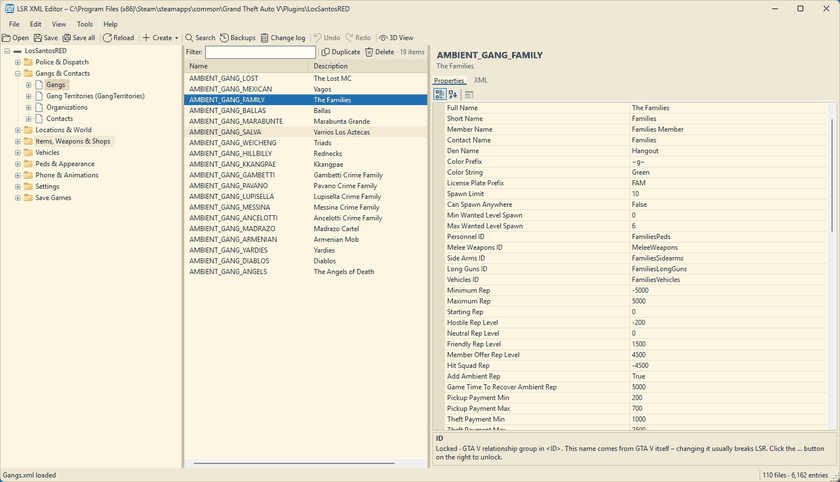 LSR XML Editor – C:\Program Files (x86)\Steam\steamapps\common\Grand Theft Auto V\Plugins\LosSantosRED
File Edit View Tools Help
Open Save Save all Reload Create Search Backups Change log Undo Redo 3D View
LosSantosRED
Police & Dispatch
Gangs & Contacts
Gangs
Gang Territories (GangTerritories)
Organizations
Contacts
Locations & World
Items, Weapons & Shops
Vehicles
Peds & Appearance
Phone & Animations
Settings
Save Games
Filter: Duplicate Delete 19 items
Name Description
AMBIENT_GANG_LOST The Lost MC
AMBIENT_GANG_MEXICAN Vagos
AMBIENT_GANG_FAMILY The Families
AMBIENT_GANG_BALLAS Ballas
AMBIENT_GANG_MARABUNTE Marabunta Grande
AMBIENT_GANG_SALVA Varrios Los Aztecas
AMBIENT_GANG_WEICHENG Triads
AMBIENT_GANG_HILLBILLY Rednecks
AMBIENT_GANG_KKANGPAE Kkangpae
AMBIENT_GANG_GAMBETTI Gambetti Crime Family
AMBIENT_GANG_PAVANO Pavano Crime Family
AMBIENT_GANG_LUPISELLA Lupisella Crime Family
AMBIENT_GANG_MESSINA Messina Crime Family
AMBIENT_GANG_ANCELOTTI Ancelotti Crime Family
AMBIENT_GANG_MADRAZO Madrazo Cartel
AMBIENT_GANG_ARMENIAN Armenian Mob
AMBIENT_GANG_YARDIES Yardies
AMBIENT_GANG_DIABLOS Diablos
AMBIENT_GANG_ANGELS The Angels of Death
AMBIENT_GANG_FAMILY
The Families
Properties XML
Full Name The Families
Short Name Families
Member Name Families Member
Contact Name Families
Den Name Hangout
Color Prefix ~g~
Color String Green
License Plate Prefix FAM
Spawn Limit 10
Can Spawn Anywhere False
Min Wanted Level Spawn 0
Max Wanted Level Spawn 6
Personnel ID FamiliesPeds
Melee Weapons ID MeleeWeapons
Side Arms ID FamiliesSidearms
Long Guns ID FamiliesLongGuns
Vehicles ID FamiliesVehicles
Minimum Rep -5000
Maximum Rep 5000
Starting Rep 0
Hostile Rep Level -200
Neutral Rep Level 0
Friendly Rep Level 1500
Member Offer Rep Level 4500
Hit Squad Rep -4500
Add Ambient Rep True
Game Time To Recover Ambient Rep 5000
Pickup Payment Min 200
Pickup Payment Max 700
Theft Payment Min 1000
Theft Payment Max 2500
ID
Locked - GTA V relationship group in <ID>. This name comes from GTA V itself – changing it usually breaks LSR. Click the ... button
on the right to unlock.
Gangs.xml loaded
110 files - 6,162 entries